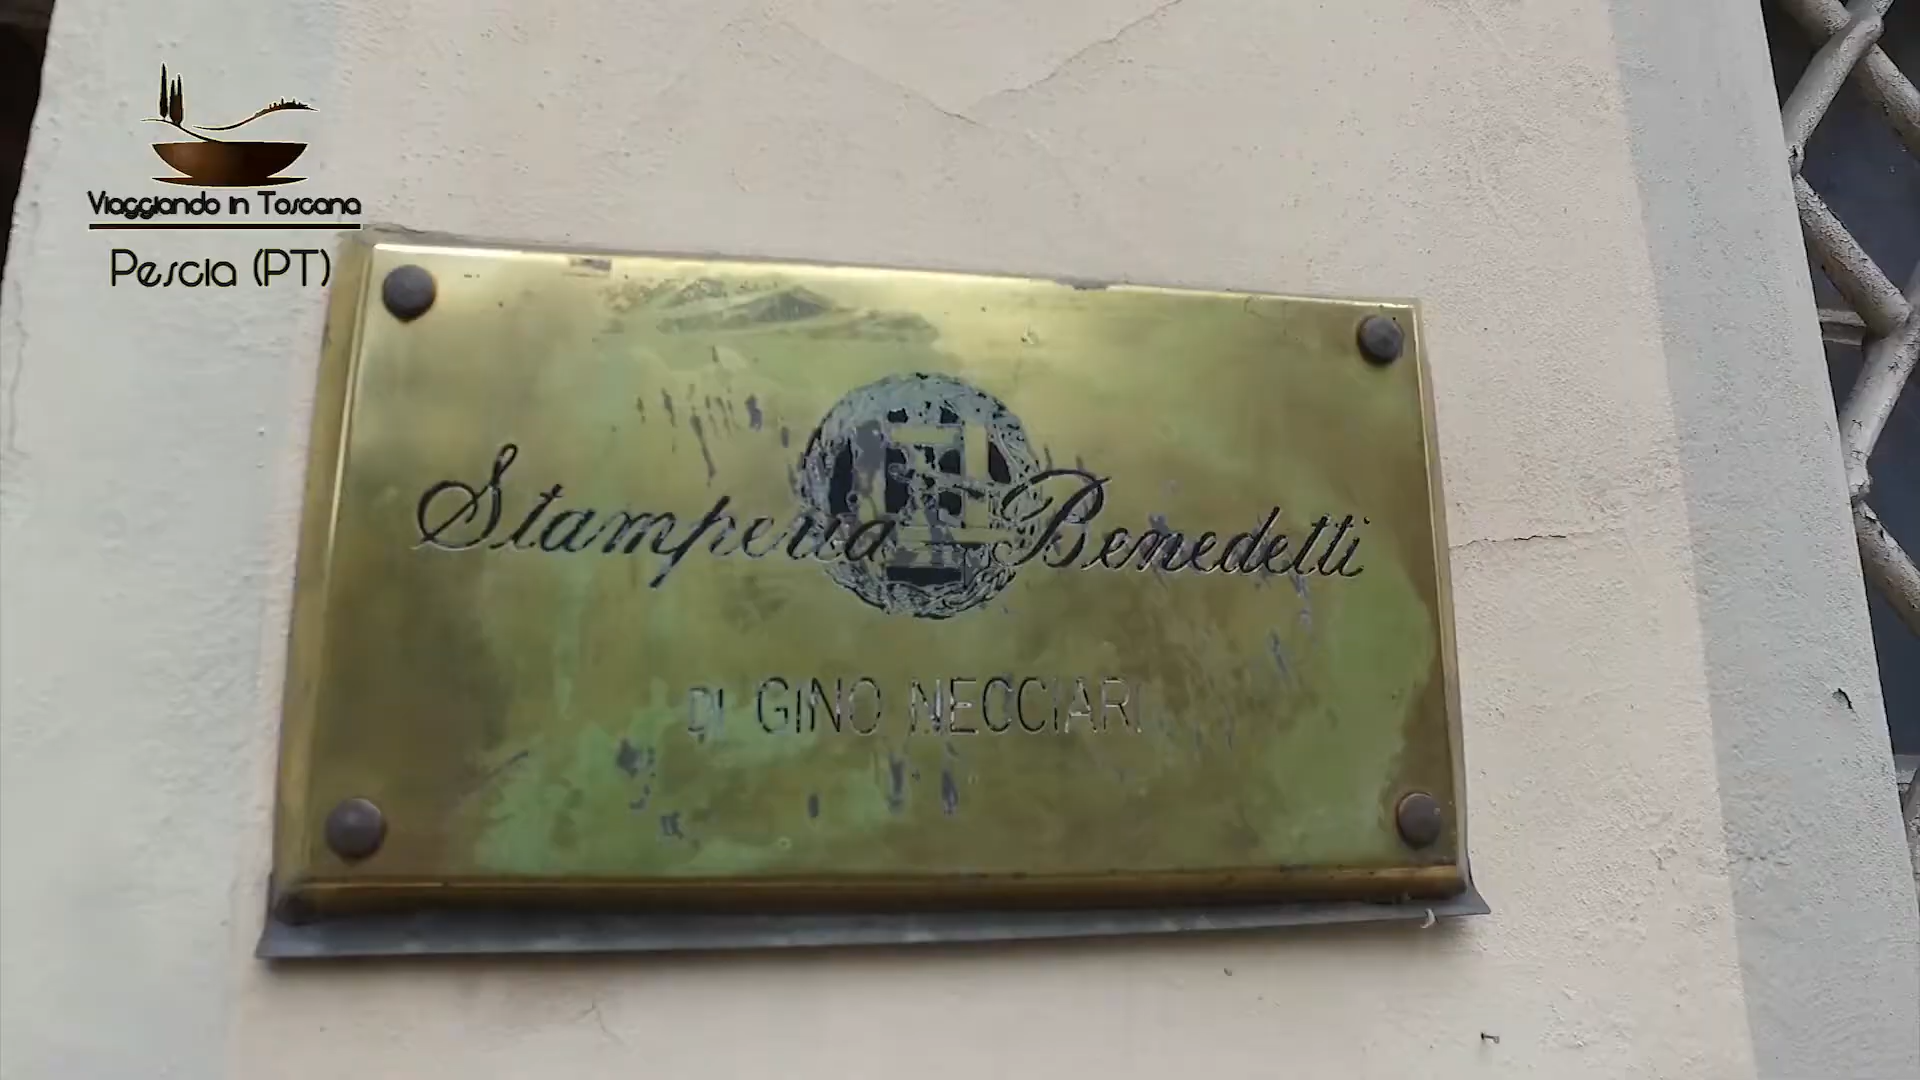 Viaggiando in Toscana
Pescia (PT)
Stamperia Benedetti
DI GINO NECCIARI